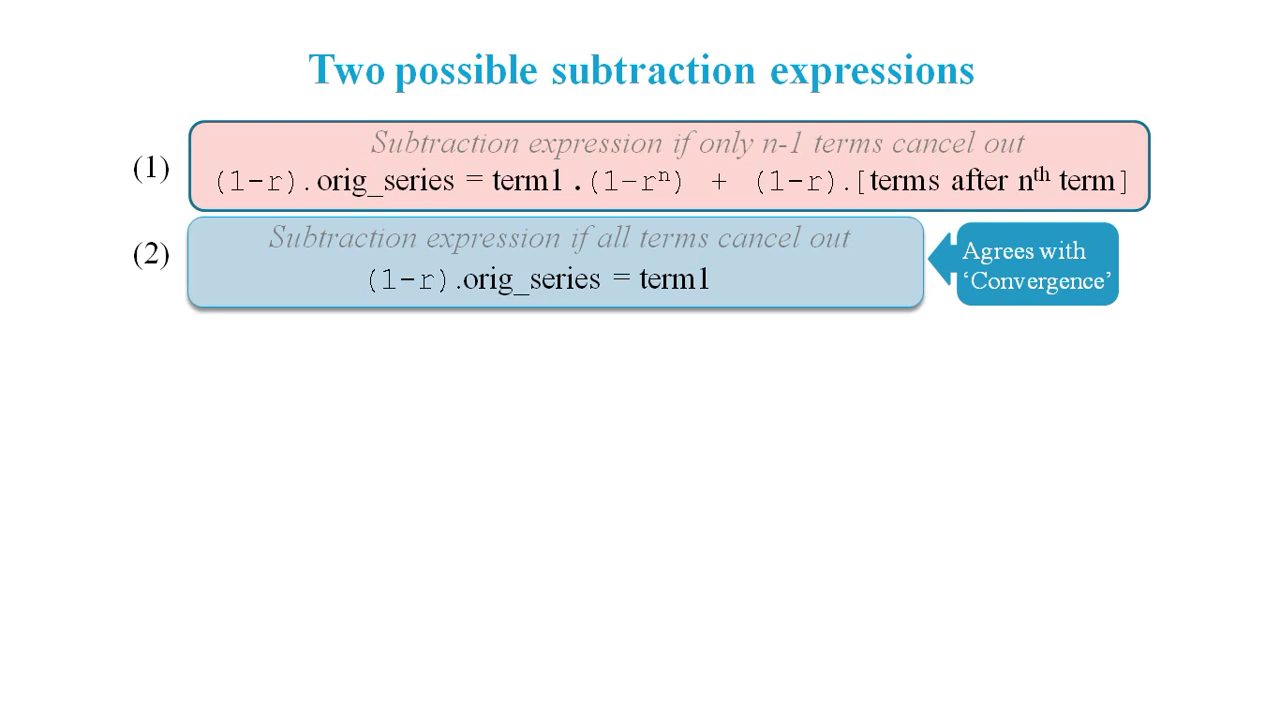 Two possible subtraction expressions
Subtraction expression if only n-1 terms cancel out
(1) (1-r).orig_series = term1 .(1-rⁿ) + (1-r).[terms after nᵗʰ term]
Subtraction expression if all terms cancel out
(2) (1-r).orig_series = term1
Agrees with
‘Convergence’